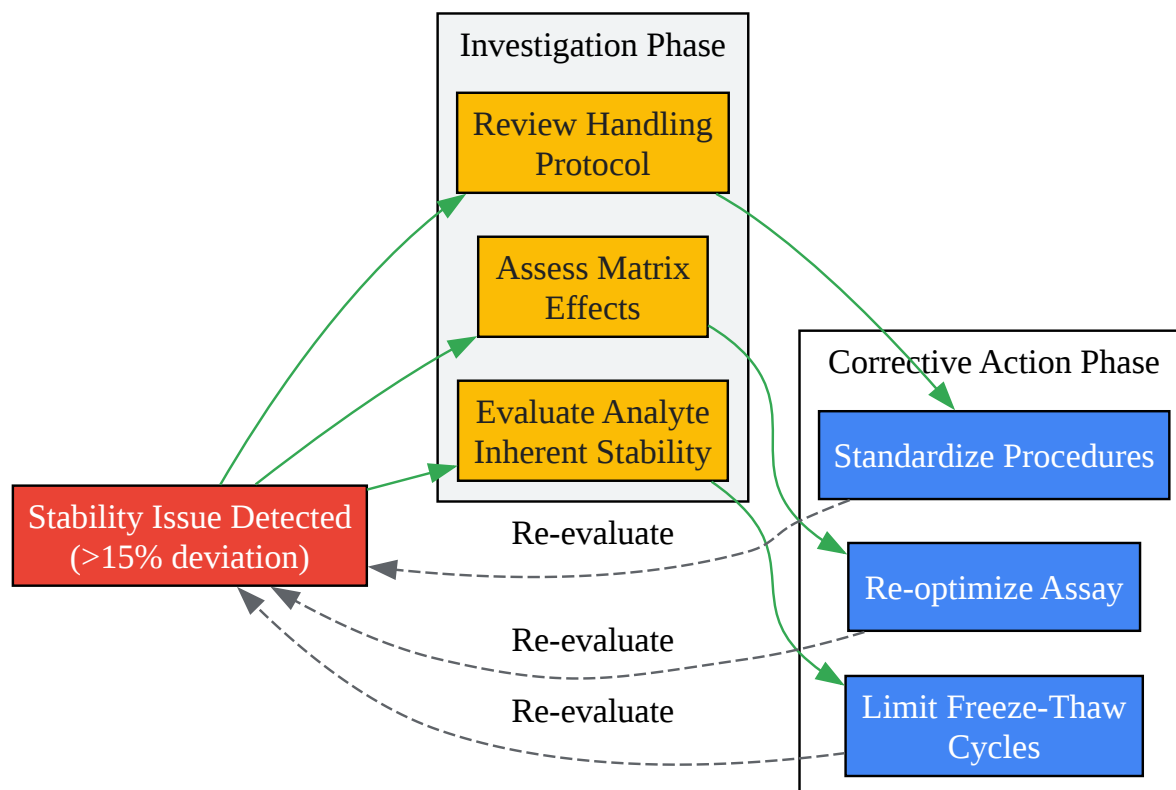 Investigation Phase
Review Handling
Protocol
Assess Matrix
Effects
Evaluate Analyte
Inherent Stability
Stability Issue Detected
(>15% deviation)
Corrective Action Phase
Standardize Procedures
Re-optimize Assay
Limit Freeze-Thaw
Cycles
Re-evaluate
Re-evaluate
Re-evaluate